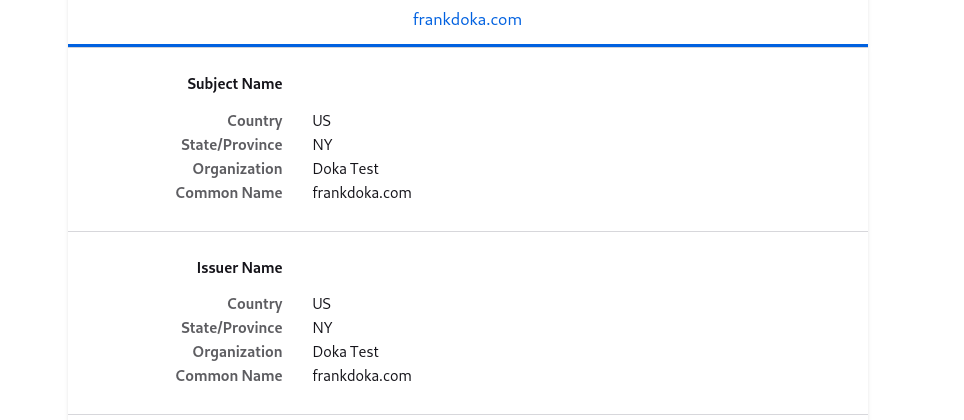 frankdoka.com
Subject Name
Country US
State/Province NY
Organization Doka Test
Common Name frankdoka.com
Issuer Name
Country US
State/Province NY
Organization Doka Test
Common Name frankdoka.com